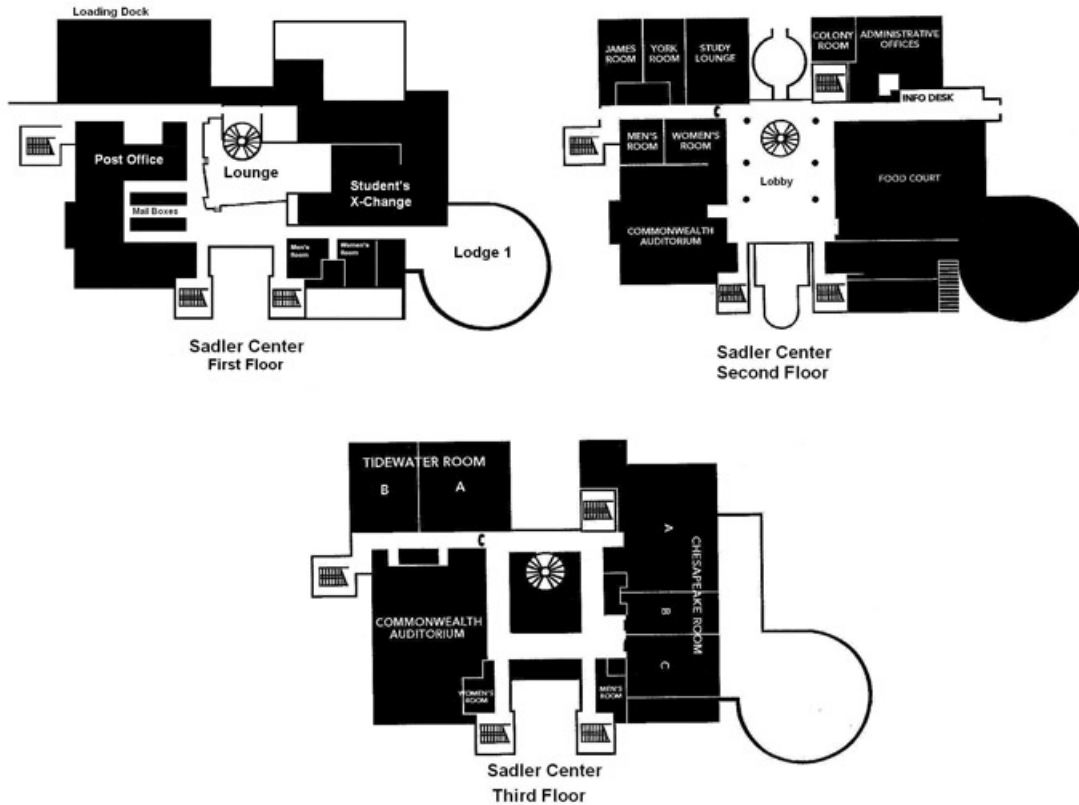 Loading Dock
Post Office
Mail Boxes
Lounge
Student's
X-Change
Men's
Room
Women's
Room
Lodge 1
Sadler Center
First Floor
JAMES
ROOM
YORK
ROOM
STUDY
LOUNGE
COLONY
ROOM
ADMINISTRATIVE
OFFICES
INFO DESK
C
MEN'S
ROOM
WOMEN'S
ROOM
Lobby
FOOD COURT
COMMONWEALTH
AUDITORIUM
Sadler Center
Second Floor
TIDEWATER ROOM
B
A
C
COMMONWEALTH
AUDITORIUM
WOMEN'S
ROOM
MEN'S
ROOM
A
B
C
CHESAPEAKE ROOM
Sadler Center
Third Floor